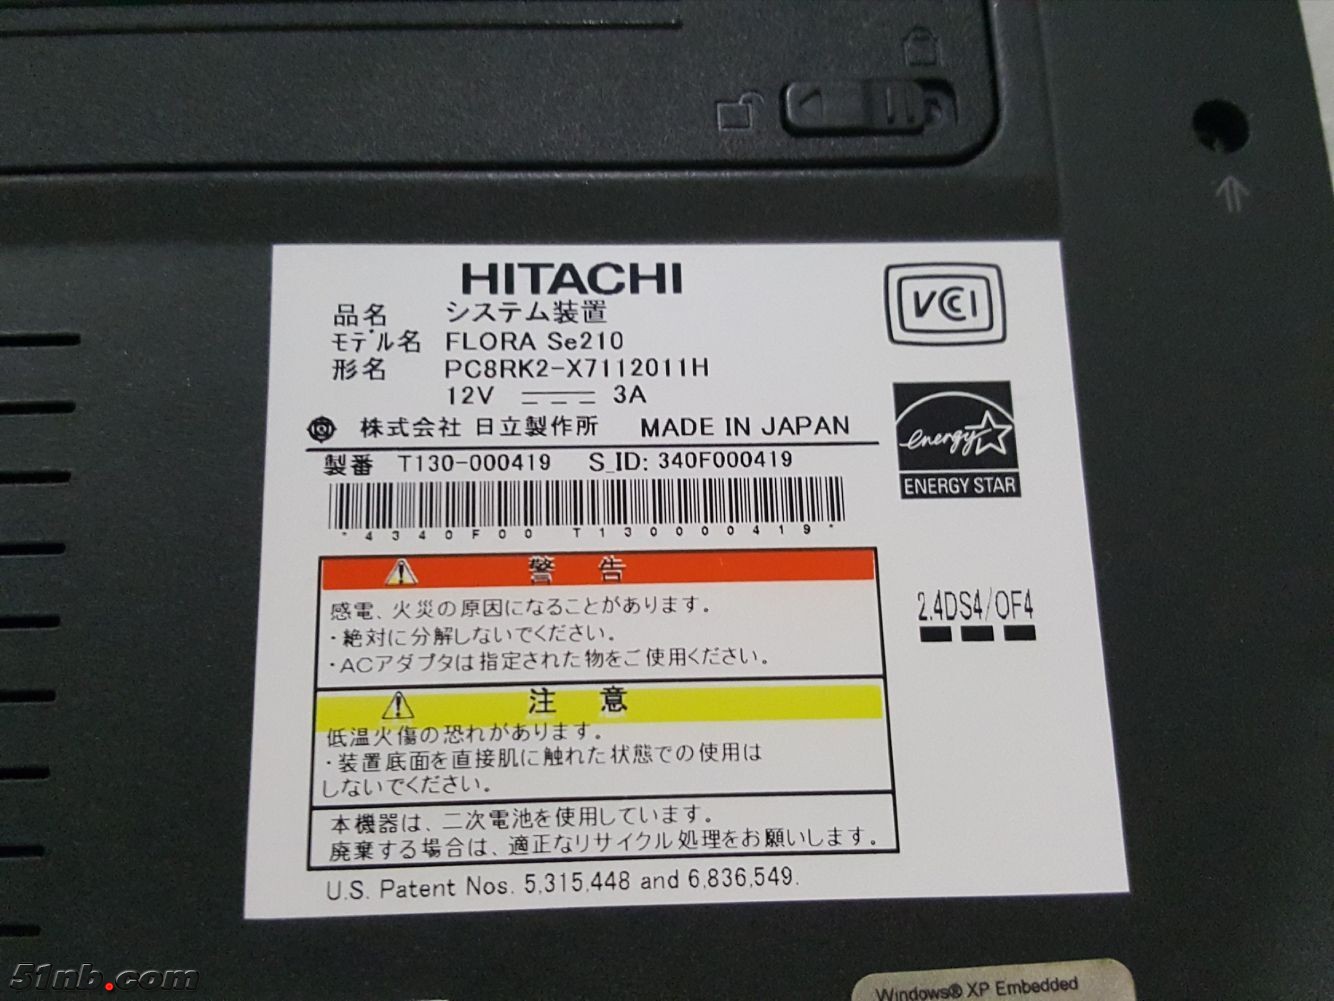 HITACHI
VCCI
品名 システム装置
モデル名 FLORA Se210
形名 PC8RK2-X7112011H
12V 3A
株式会社 日立製作所 MADE IN JAPAN
energy
ENERGY STAR
製番 T130-000419 S_ID: 340F000419
*4340F00 T130000419*
警 告
感電、火災の原因になることがあります。
・絶対に分解しないでください。
・ACアダプタは指定された物をご使用ください。
2.4DS4/OF4
注 意
低温火傷の恐れがあります。
・装置底面を直接肌に触れた状態での使用は
しないでください。
本機器は、二次電池を使用しています。
廃棄する場合は、適正なリサイクル処理をお願いします。
U.S. Patent Nos. 5,315,448 and 6,836,549.
51nb.com
Windows® XP Embedded